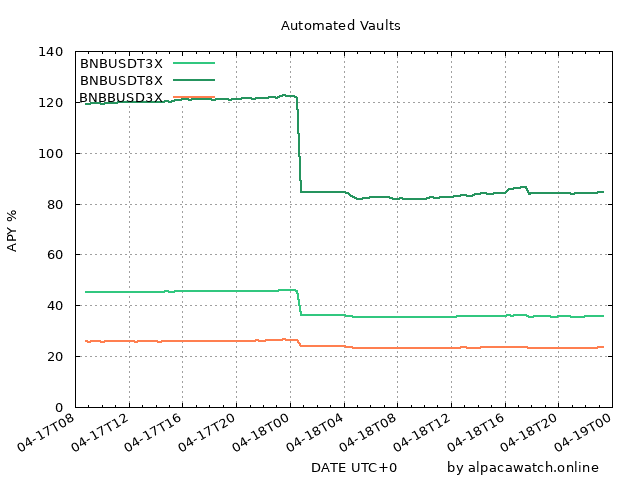 Automated Vaults
APY %
140
120
100
80
60
40
20
0
BNBUSDT3X
BNBUSDT8X
BNBBUSD3X
04-17T08
04-17T12
04-17T16
04-17T20
04-18T00
04-18T04
04-18T08
04-18T12
04-18T16
04-18T20
04-19T00
DATE UTC+0
by alpacawatch.online